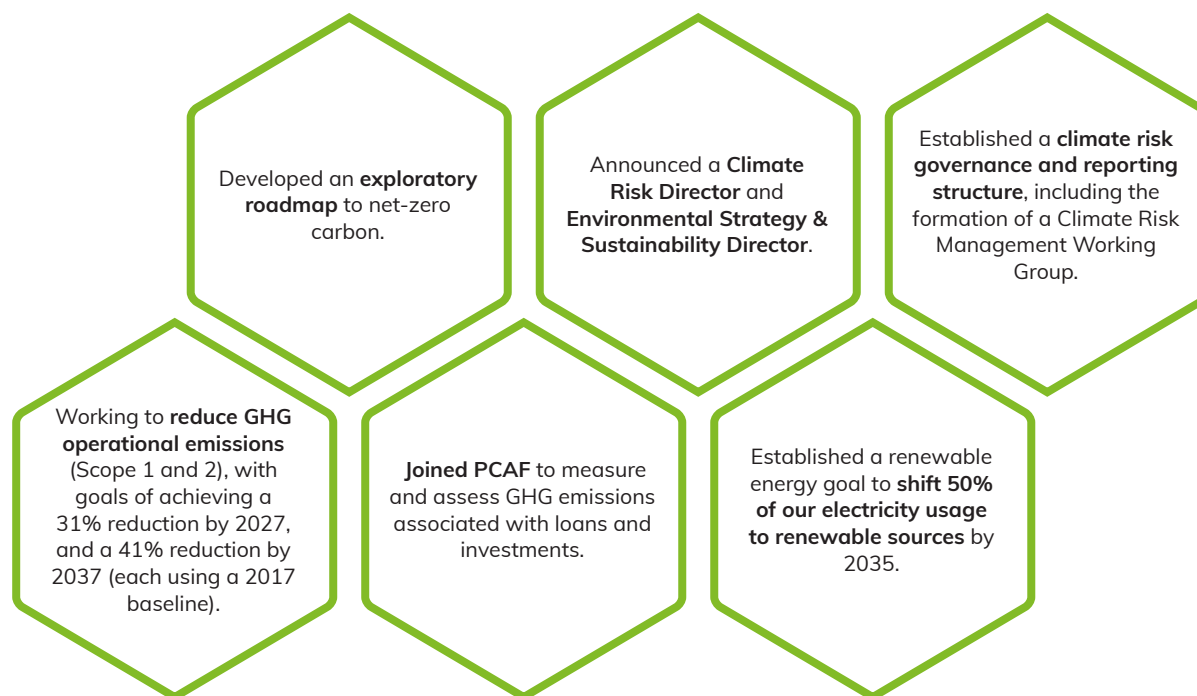 Developed an exploratory
roadmap to net-zero
carbon.
Announced a Climate
Risk Director and
Environmental Strategy &
Sustainability Director.
Established a climate risk
governance and reporting
structure, including the
formation of a Climate Risk
Management Working
Group.
Working to reduce GHG
operational emissions
(Scope 1 and 2), with
goals of achieving a
31% reduction by 2027,
and a 41% reduction by
2037 (each using a 2017
baseline).
Joined PCAF to measure
and assess GHG emissions
associated with loans and
investments.
Established a renewable
energy goal to shift 50%
of our electricity usage
to renewable sources by
2035.